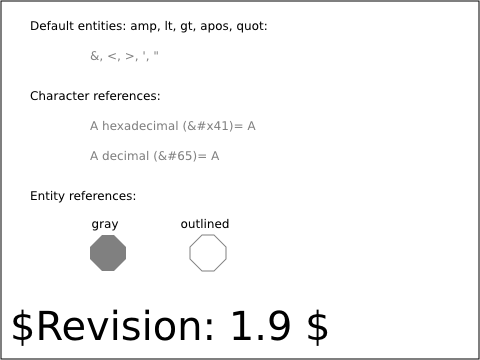 Default entities: amp, lt, gt, apos, quot:
&, <, >, ', "
Character references:
A hexadecimal (&#x41)= A
A decimal (&#65)= A
Entity references:
gray outlined
$Revision: 1.9 $